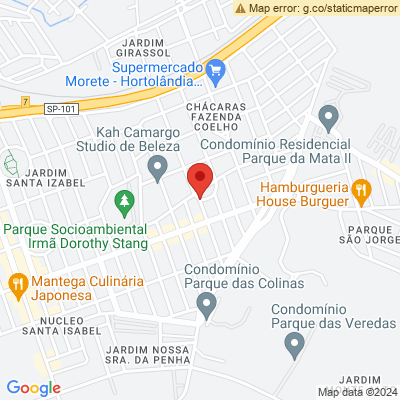 Map error: g.co/staticmaperror
JARDIM
GIRASSOL
Supermercado
Morete - Hortolândia…
7
SP-101
CHÁCARAS
FAZENDA
COELHO
Kah Camargo
Studio de Beleza
Condomínio Residencial
Parque da Mata II
JARDIM
SANTA IZABEL
Hamburgueria
House Burguer
Parque Socioambiental
Irmã Dorothy Stang
PARQUE
SÃO JORGE
Mantega Culinária
Japonesa
Condomínio
Parque das Colinas
NUCLEO
SANTA ISABEL
Condomínio
Parque das Veredas
JARDIM NOSSA
SRA. DA PENHA
JARDIM
Google
Map data ©2024